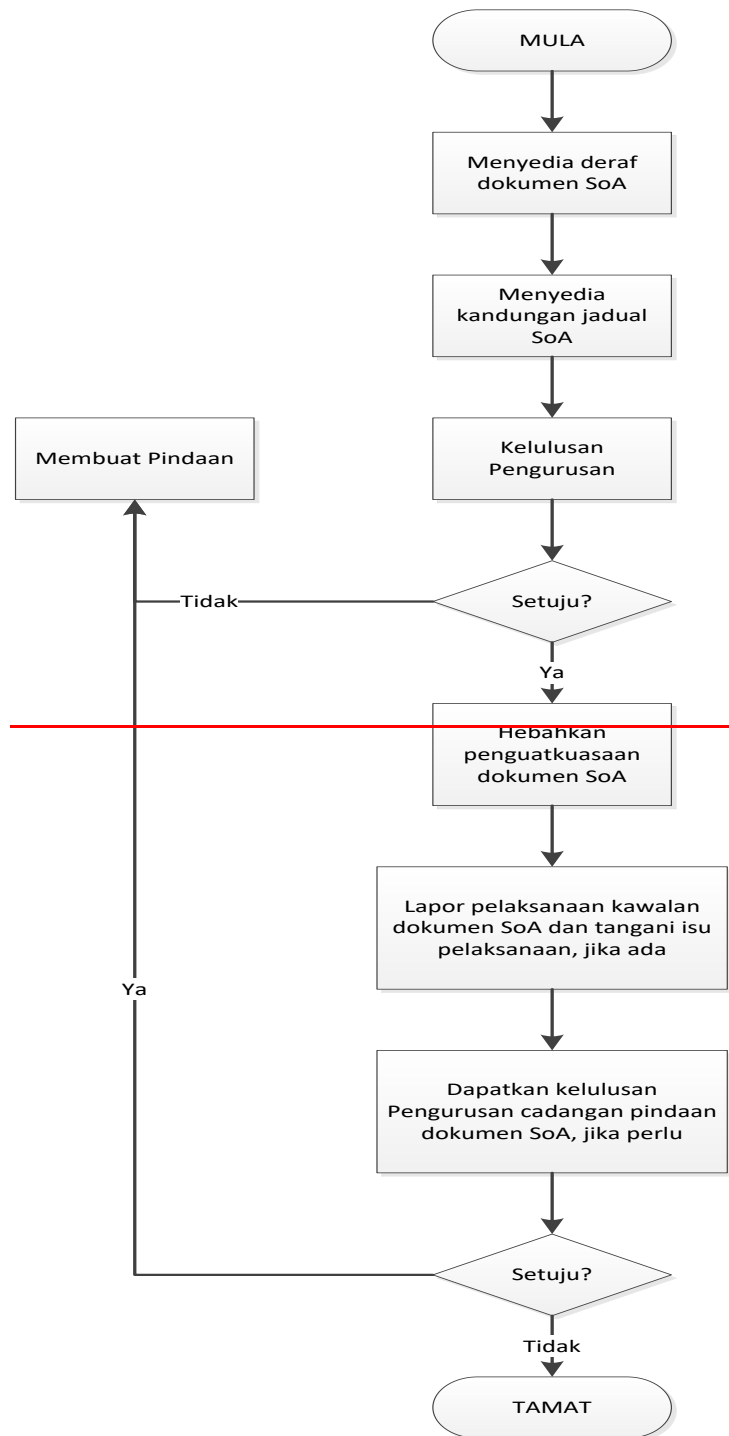 MULA
Menyedia deraf
dokumen SoA
Menyedia
kandungan jadual
SoA
Membuat Pindaan
Kelulusan
Pengurusan
Setuju?
Tidak
Ya
Hebahkan
penguatkuasaan
dokumen SoA
Lapor pelaksanaan kawalan
dokumen SoA dan tangani isu
pelaksanaan, jika ada
Ya
Dapatkan kelulusan
Pengurusan cadangan pindaan
dokumen SoA, jika perlu
Setuju?
Tidak
TAMAT